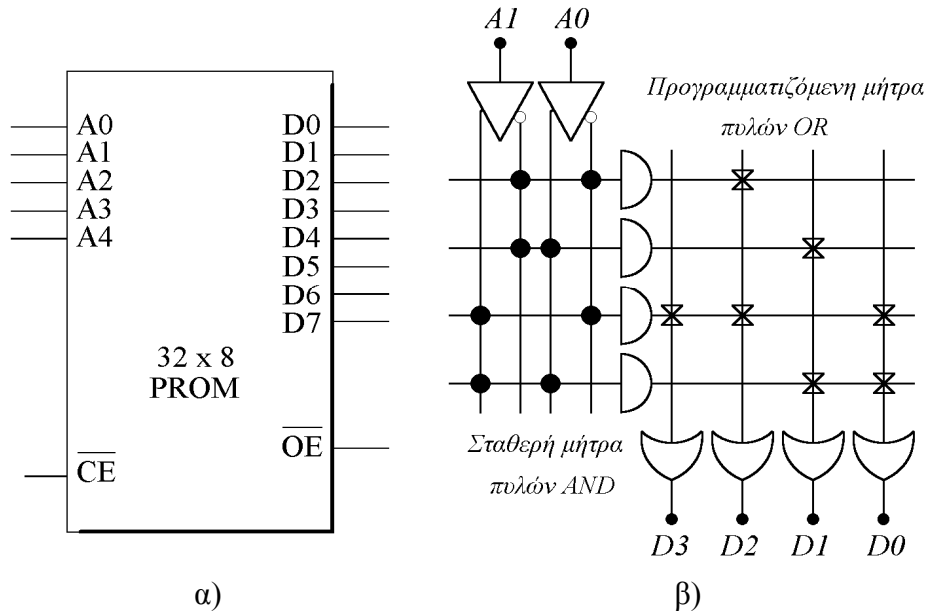 A0
A1
A2
A3
A4
D0
D1
D2
D3
D4
D5
D6
D7
32 x 8
PROM
OE
CE
α)
A1 A0
Προγραμματιζόμενη μήτρα
πυλών OR
Σταθερή μήτρα
πυλών AND
D3 D2 D1 D0
β)